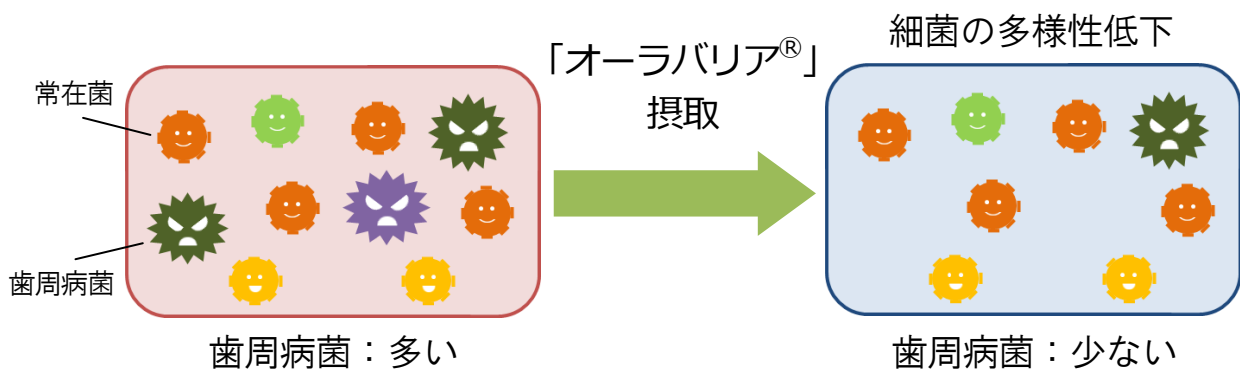 常在菌
歯周病菌
歯周病菌：多い
「オーラバリア®」
摂取
細菌の多様性低下
歯周病菌：少ない